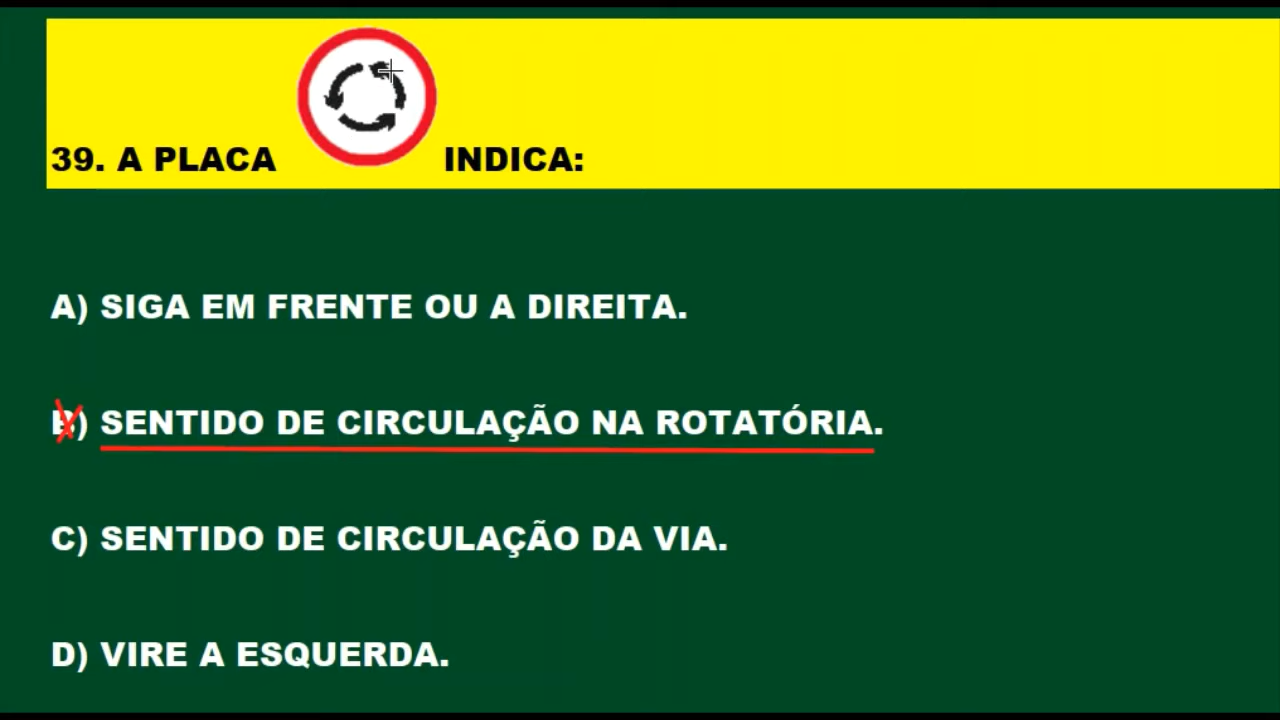 39. A PLACA INDICA:
A) SIGA EM FRENTE OU A DIREITA.
B) SENTIDO DE CIRCULAÇÃO NA ROTATÓRIA.
C) SENTIDO DE CIRCULAÇÃO DA VIA.
D) VIRE A ESQUERDA.